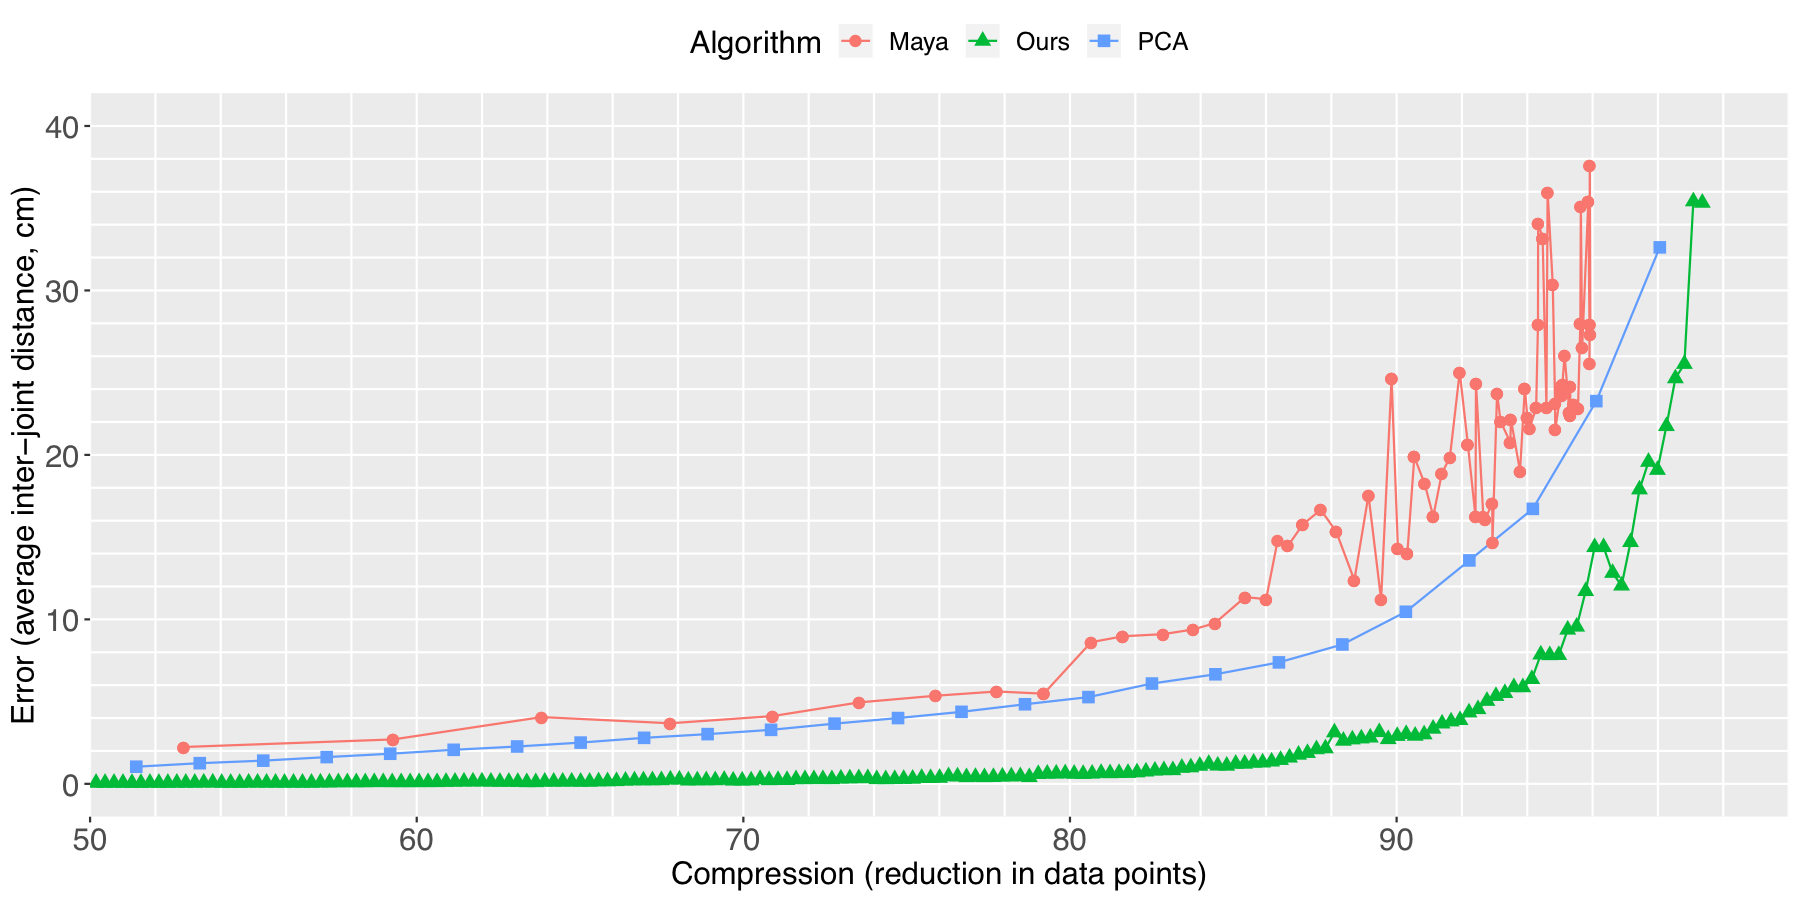 Algorithm Maya Ours PCA
Error (average inter−joint distance, cm)
40
30
20
10
0
50 60 70 80 90
Compression (reduction in data points)